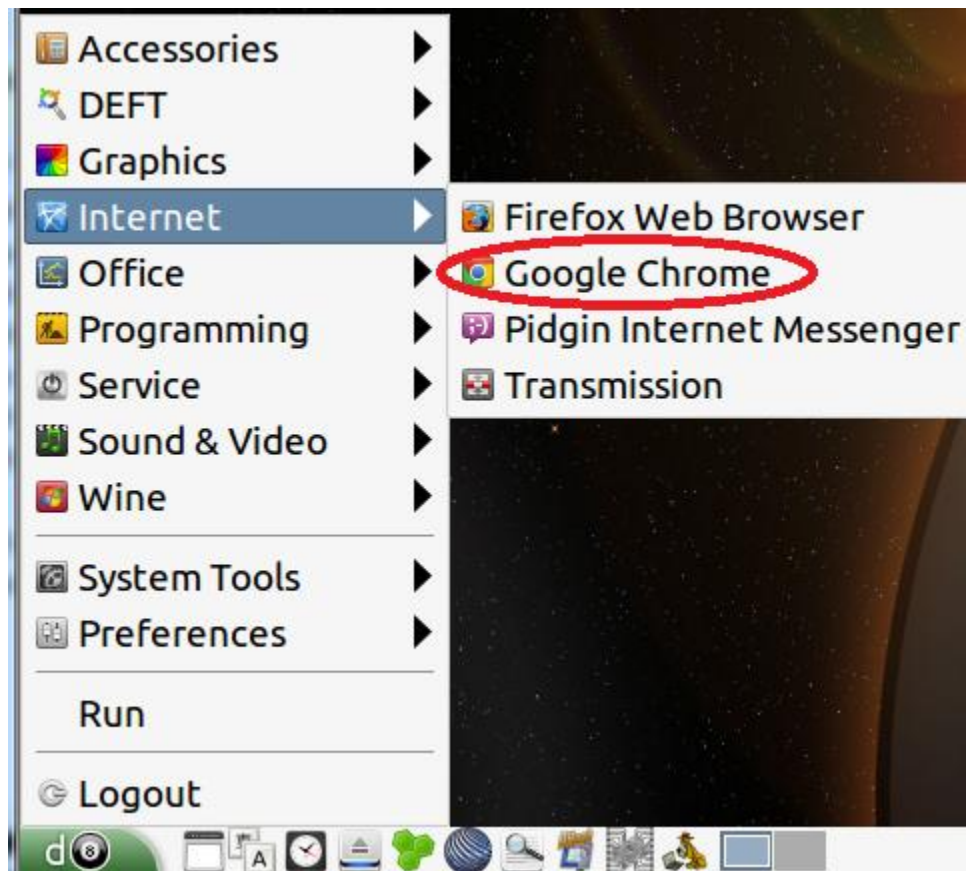 Accessories
DEFT
Graphics
Internet
Office
Programming
Service
Sound & Video
Wine
System Tools
Preferences
Run
Logout
Firefox Web Browser
Google Chrome
Pidgin Internet Messenger
Transmission
d8
A